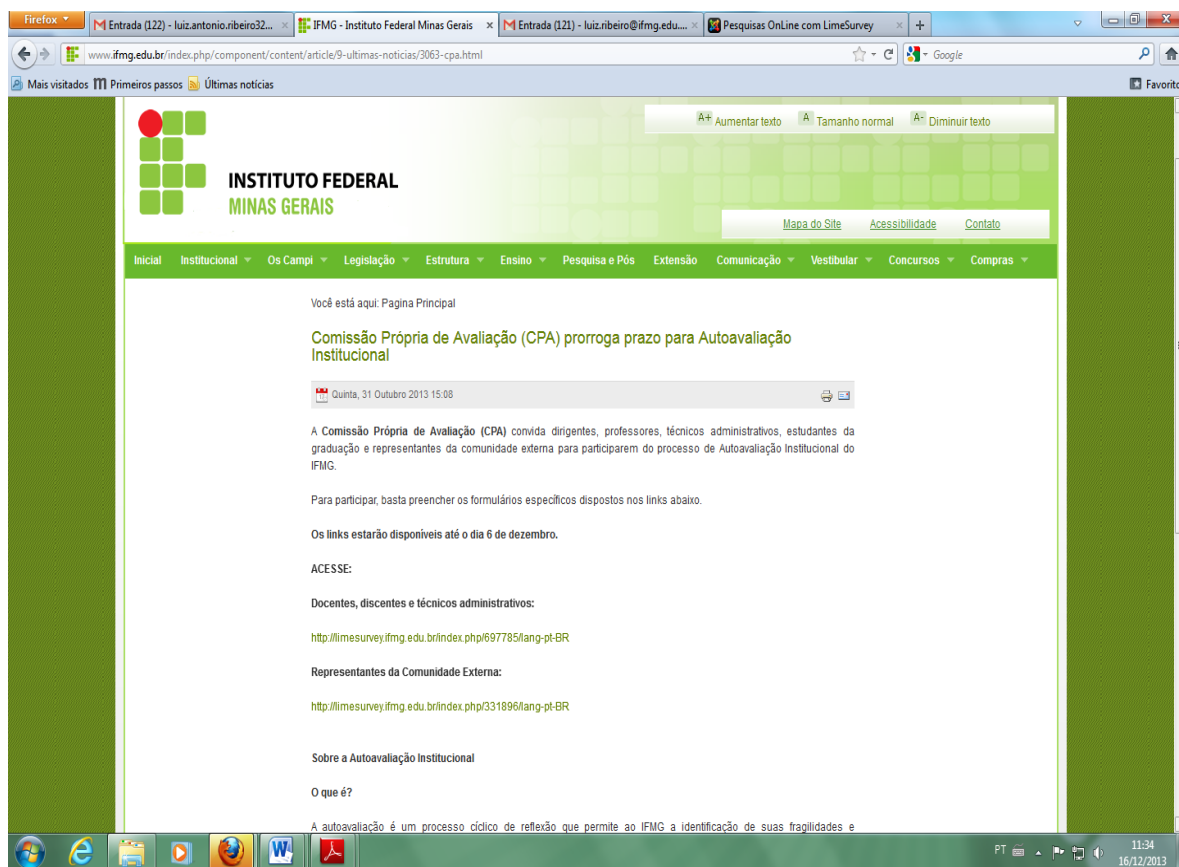 Firefox
Entrada (122) - luiz.antonio.ribeiro32...
IFMG - Instituto Federal Minas Gerais
Entrada (121) - luiz.ribeiro@ifmg.edu....
Pesquisas OnLine com LimeSurvey
www.ifmg.edu.br/index.php/component/content/article/9-ultimas-noticias/3063-cpa.html
Google
Mais visitados
Primeiros passos
Últimas notícias
Favorito
A+ Aumentar texto
A Tamanho normal
A- Diminuir texto
INSTITUTO FEDERAL
MINAS GERAIS
Mapa do Site
Acessibilidade
Contato
Inicial Institucional Os Campi Legislação Estrutura Ensino Pesquisa e Pós Extensão Comunicação Vestibular Concursos Compras
Você está aqui: Pagina Principal
Comissão Própria de Avaliação (CPA) prorroga prazo para Autoavaliação
Institucional
Quinta, 31 Outubro 2013 15:08
A Comissão Própria de Avaliação (CPA) convida dirigentes, professores, técnicos administrativos, estudantes da
graduação e representantes da comunidade externa para participarem do processo de Autoavaliação Institucional do
IFMG.
Para participar, basta preencher os formulários específicos dispostos nos links abaixo.
Os links estarão disponíveis até o dia 6 de dezembro.
ACESSE:
Docentes, discentes e técnicos administrativos:
http://limesurvey.ifmg.edu.br/index.php/697785/lang-pt-BR
Representantes da Comunidade Externa:
http://limesurvey.ifmg.edu.br/index.php/331896/lang-pt-BR
Sobre a Autoavaliação Institucional
O que é?
A autoavaliação é um processo cíclico de reflexão que permite ao IFMG a identificação de suas fragilidades e
PT
11:34
16/12/2013